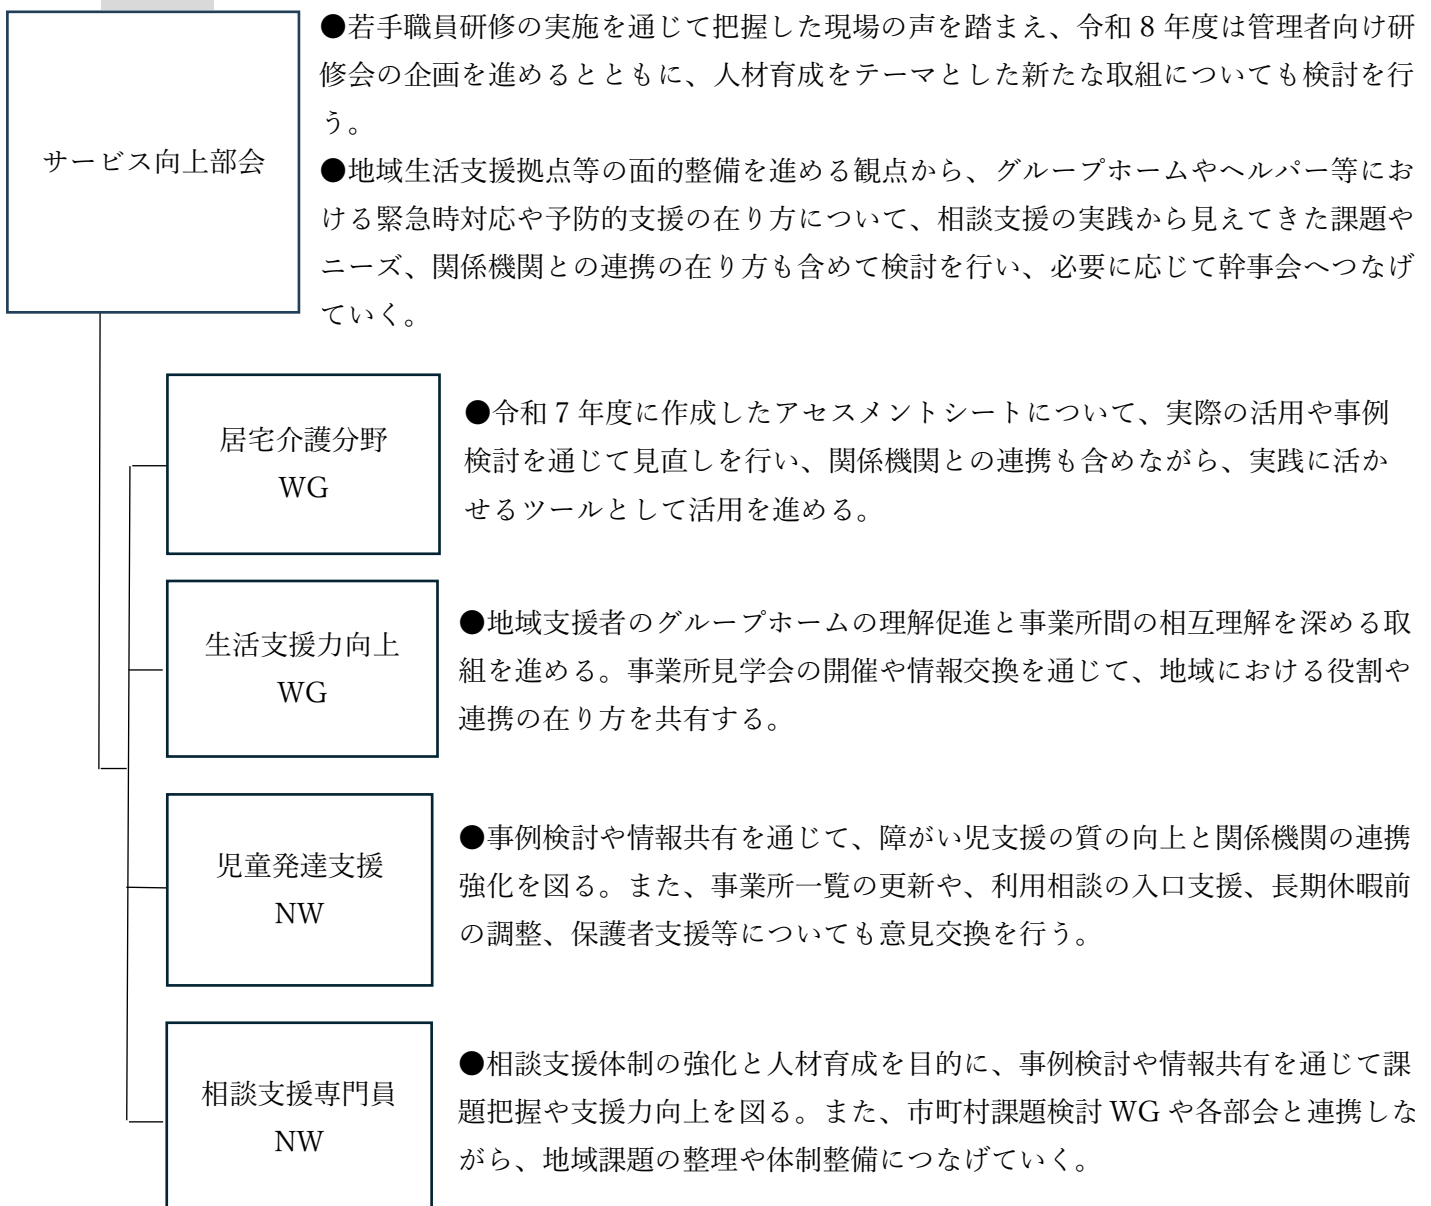 ●若手職員研修の実施を通じて把握した現場の声を踏まえ、令和 8 年度は管理者向け研
修会の企画を進めるとともに、人材育成をテーマとした新たな取組についても検討を行
う。
サービス向上部会
●地域生活支援拠点等の面的整備を進める観点から、グループホームやヘルパー等にお
ける緊急時対応や予防的支援の在り方について、相談支援の実践から見えてきた課題や
ニーズ、関係機関との連携の在り方も含めて検討を行い、必要に応じて幹事会へつなげ
ていく。
居宅介護分野
WG
●令和 7 年度に作成したアセスメントシートについて、実際の活用や事例
検討を通じて見直しを行い、関係機関との連携も含めながら、実践に活か
せるツールとして活用を進める。
生活支援力向上
WG
●地域支援者のグループホームの理解促進と事業所間の相互理解を深める取
組を進める。事業所見学会の開催や情報交換を通じて、地域における役割や
連携の在り方を共有する。
児童発達支援
NW
●事例検討や情報共有を通じて、障がい児支援の質の向上と関係機関の連携
強化を図る。また、事業所一覧の更新や、利用相談の入口支援、長期休暇前
の調整、保護者支援等についても意見交換を行う。
相談支援専門員
NW
●相談支援体制の強化と人材育成を目的に、事例検討や情報共有を通じて課
題把握や支援力向上を図る。また、市町村課題検討 WG や各部会と連携しな
がら、地域課題の整理や体制整備につなげていく。